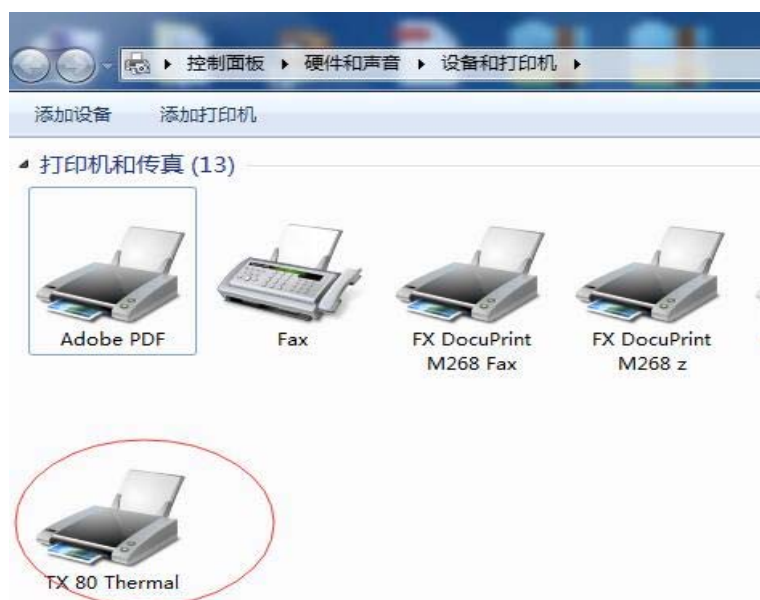 控制面板 ▸ 硬件和声音 ▸ 设备和打印机 ▸
添加设备 添加打印机
打印机和传真 (13)
Adobe PDF Fax FX DocuPrint FX DocuPrint
M268 Fax M268 z
TX 80 Thermal